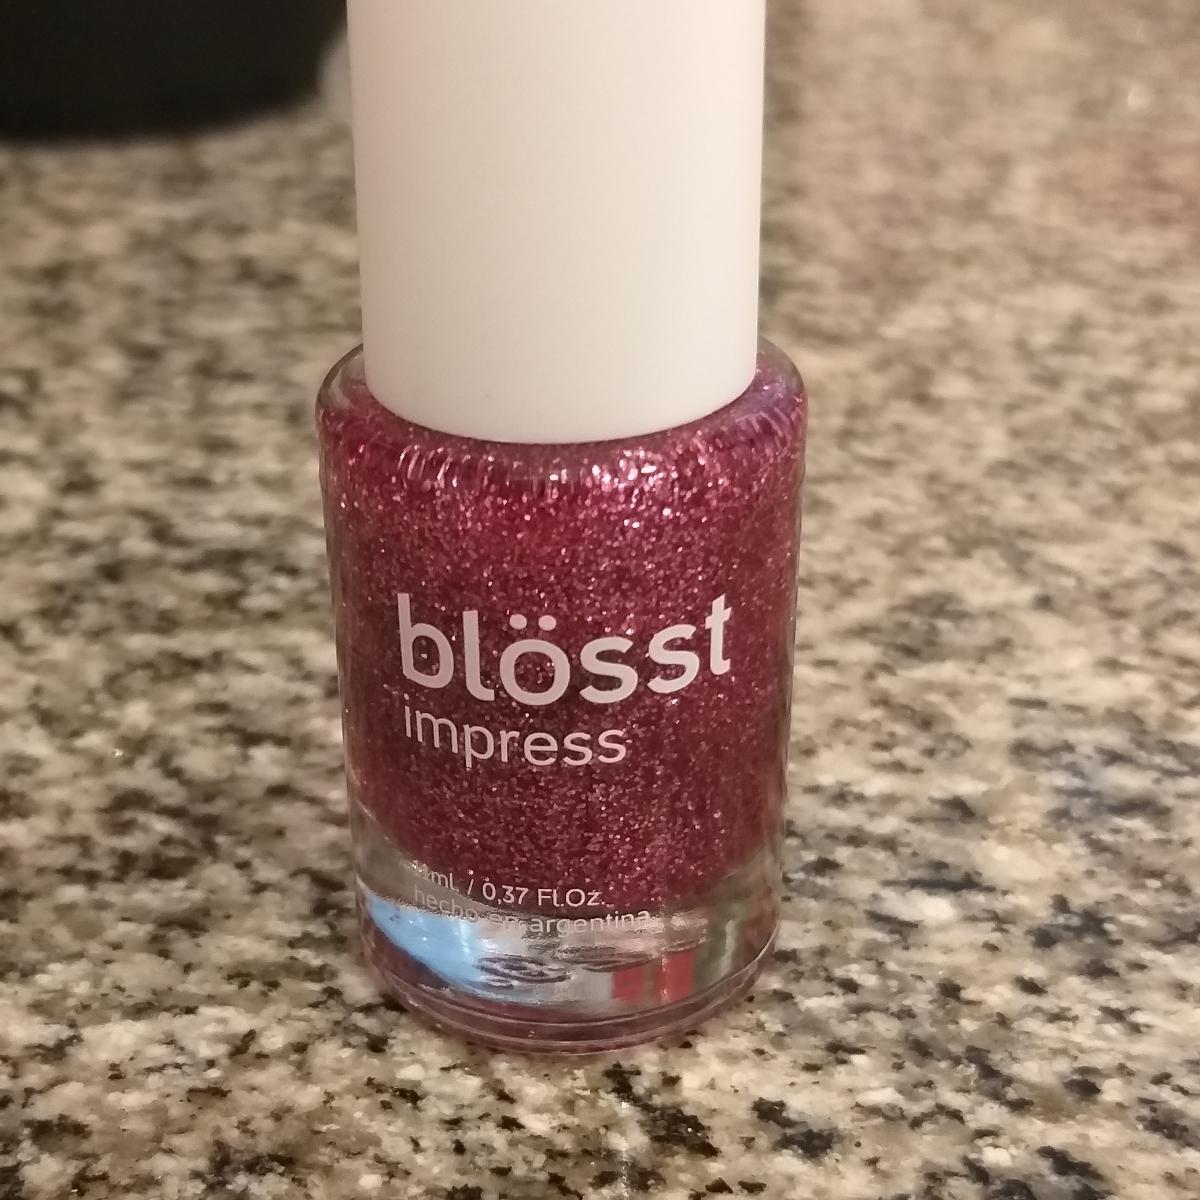 blösst
impress
ml / 0,37 Fl.Oz.
hecho en argentina